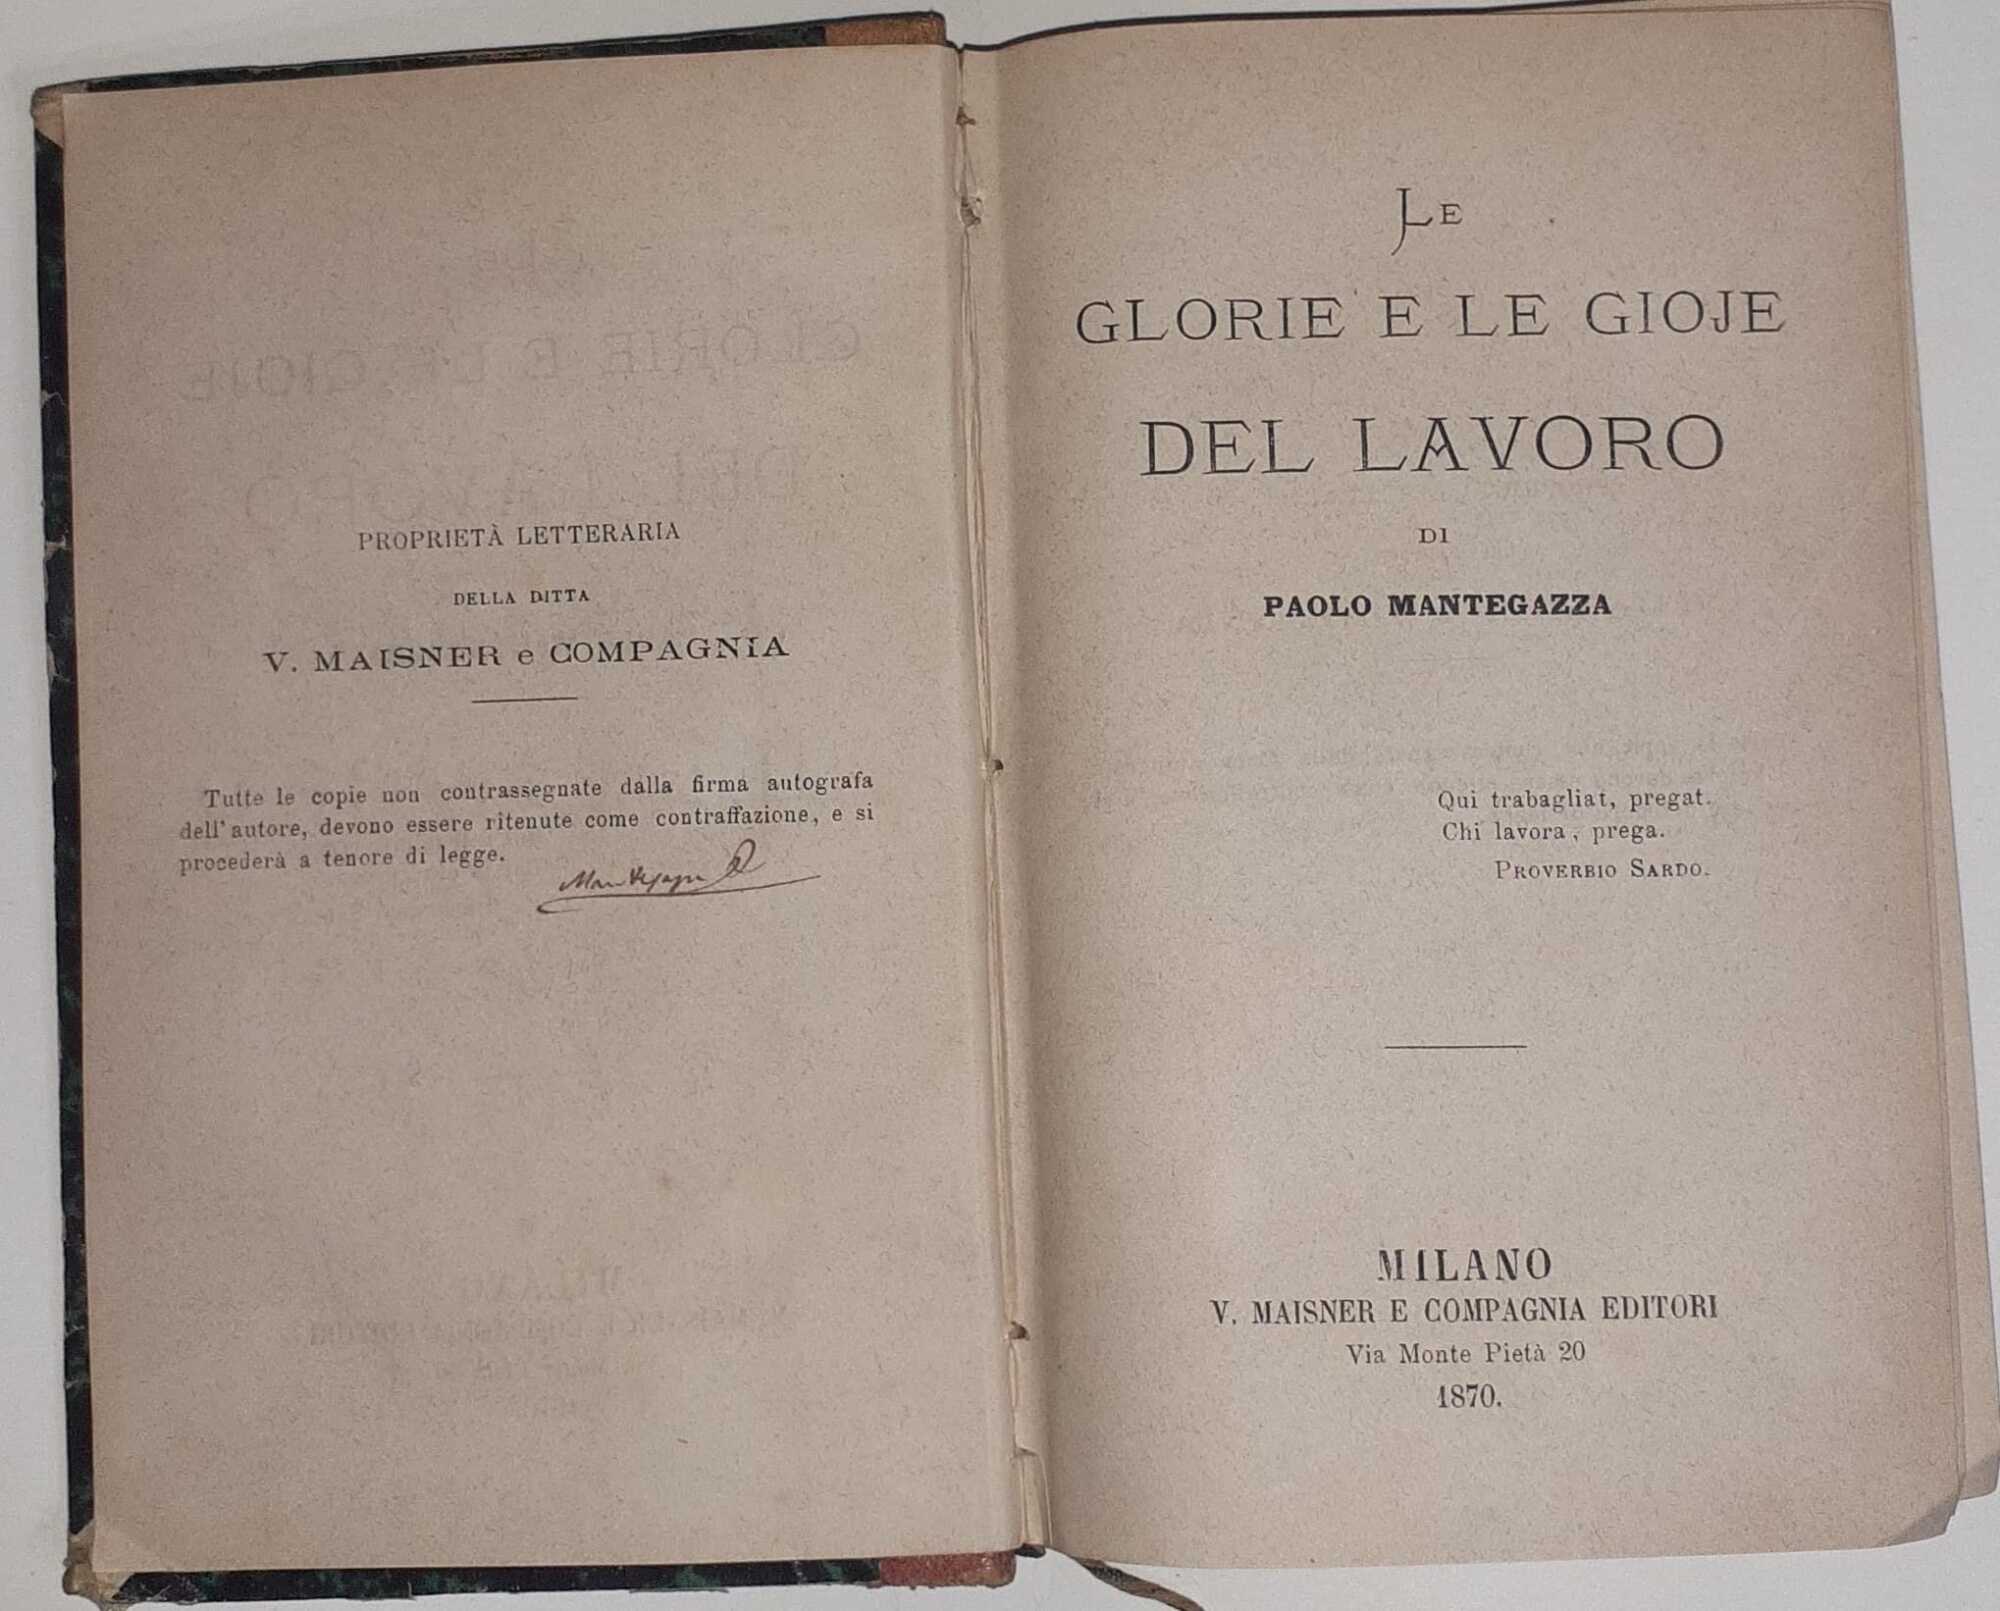 PROPRIETÀ LETTERARIA
DELLA DITTA
V. MAISNER e COMPAGNIA
Tutte le copie non contrassegnate dalla firma autografa
dell'autore, devono essere ritenute come contraffazione, e si
procederà a tenore di legge.
Mantegazza
LE
GLORIE E LE GIOJE
DEL LAVORO
DI
PAOLO MANTEGAZZA
Qui trabagliat, pregat.
Chi lavora, prega.
PROVERBIO SARDO.
MILANO
V. MAISNER E COMPAGNIA EDITORI
Via Monte Pietà 20
1870.